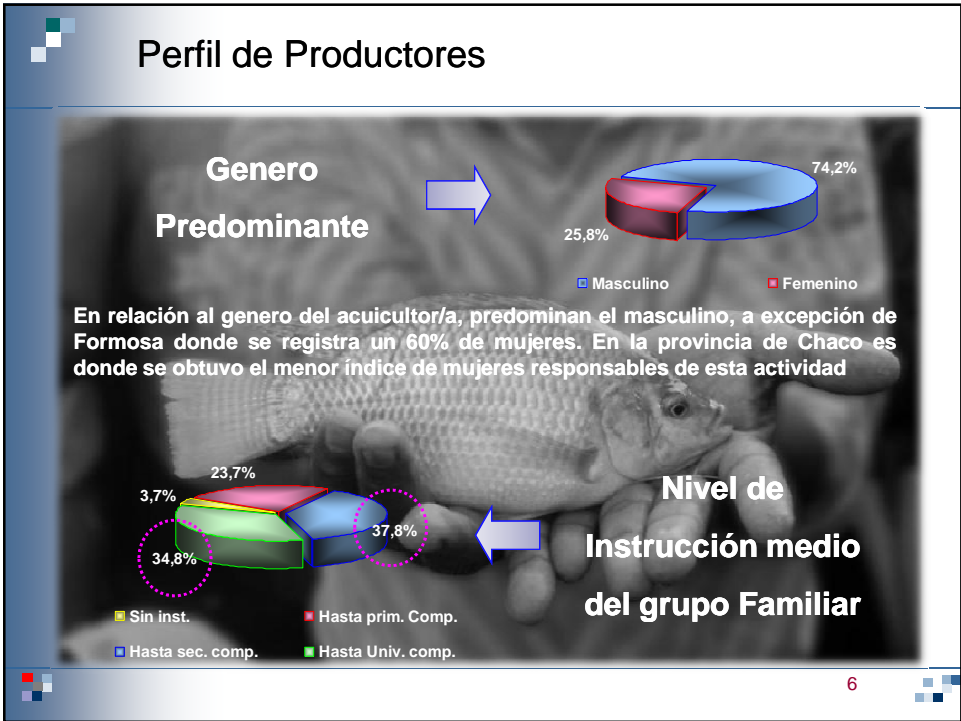 Perfil de Productores
Genero
Predominante
74,2%
25,8%
Masculino
Femenino
En relación al genero del acuicultor/a, predominan el masculino, a excepción de
Formosa donde se registra un 60% de mujeres. En la provincia de Chaco es
donde se obtuvo el menor índice de mujeres responsables de esta actividad
23,7%
3,7%
37,8%
34,8%
Sin inst.
Hasta prim. Comp.
Hasta sec. comp.
Hasta Univ. comp.
Nivel de
Instrucción medio
del grupo Familiar
6